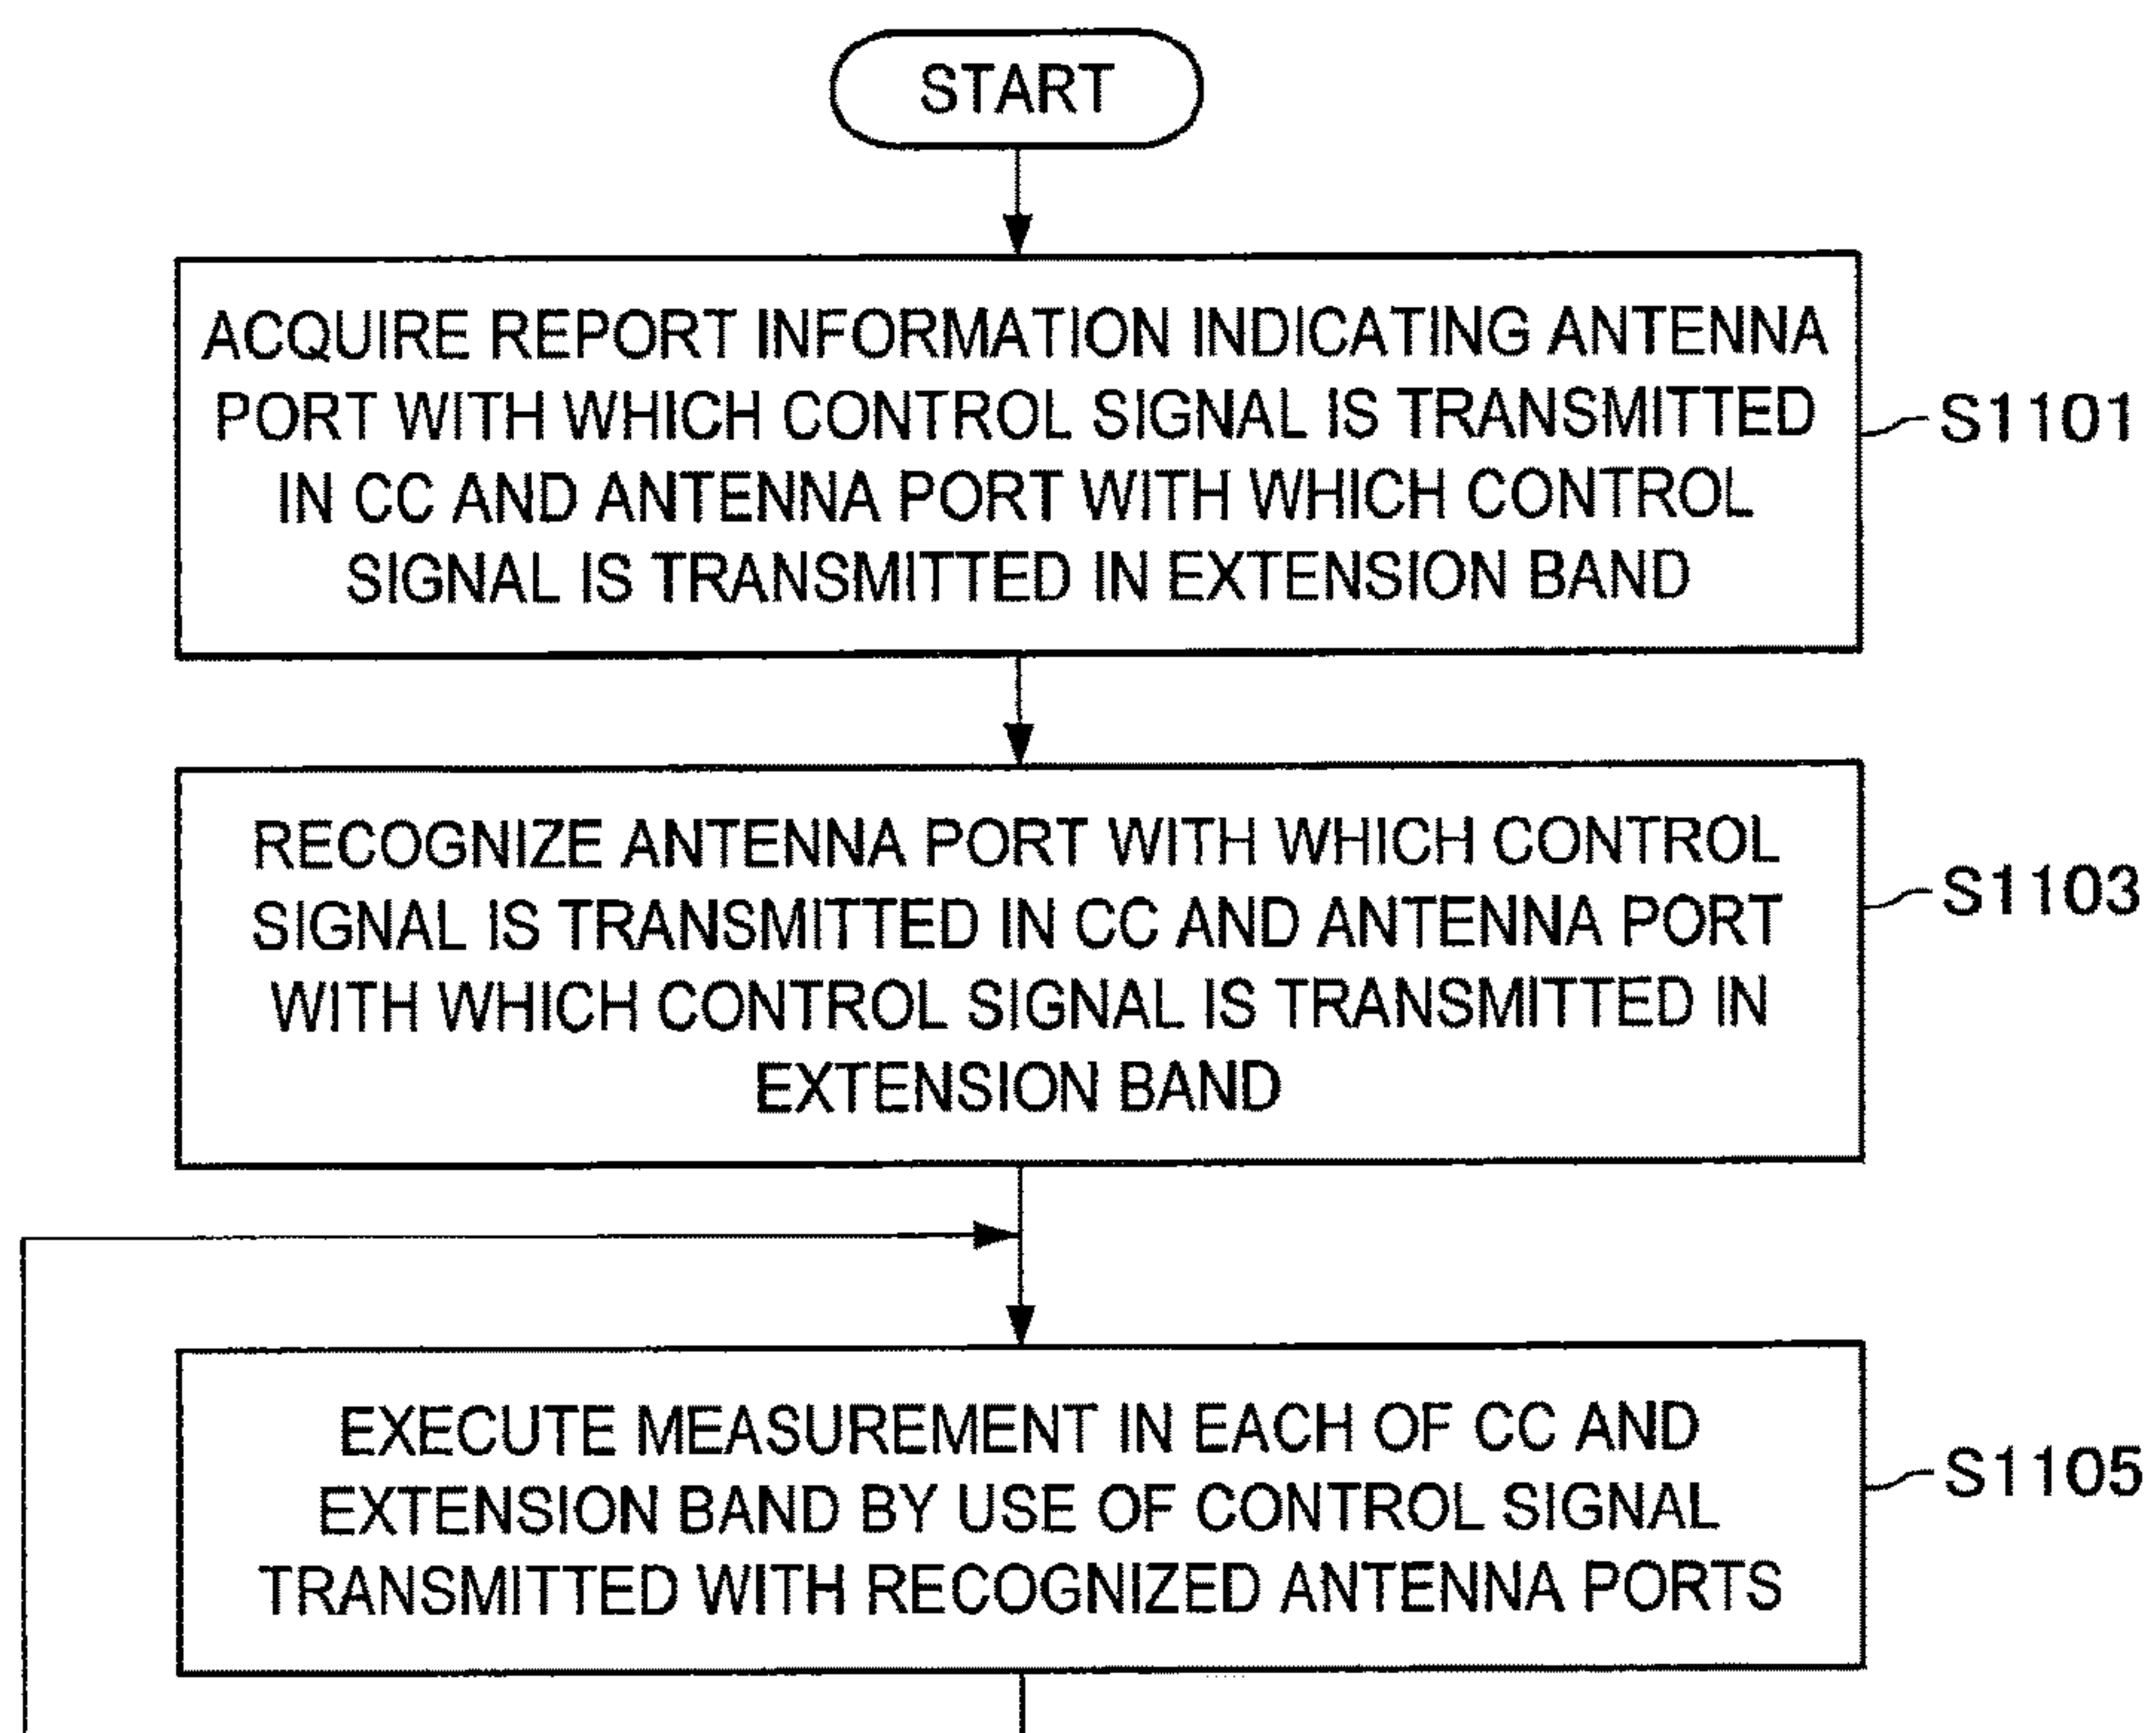 START
ACQUIRE REPORT INFORMATION INDICATING ANTENNA
PORT WITH WHICH CONTROL SIGNAL IS TRANSMITTED
IN CC AND ANTENNA PORT WITH WHICH CONTROL
SIGNAL IS TRANSMITTED IN EXTENSION BAND
S1101
RECOGNIZE ANTENNA PORT WITH WHICH CONTROL
SIGNAL IS TRANSMITTED IN CC AND ANTENNA PORT
WITH WHICH CONTROL SIGNAL IS TRANSMITTED IN
EXTENSION BAND
S1103
EXECUTE MEASUREMENT IN EACH OF CC AND
EXTENSION BAND BY USE OF CONTROL SIGNAL
TRANSMITTED WITH RECOGNIZED ANTENNA PORTS
S1105